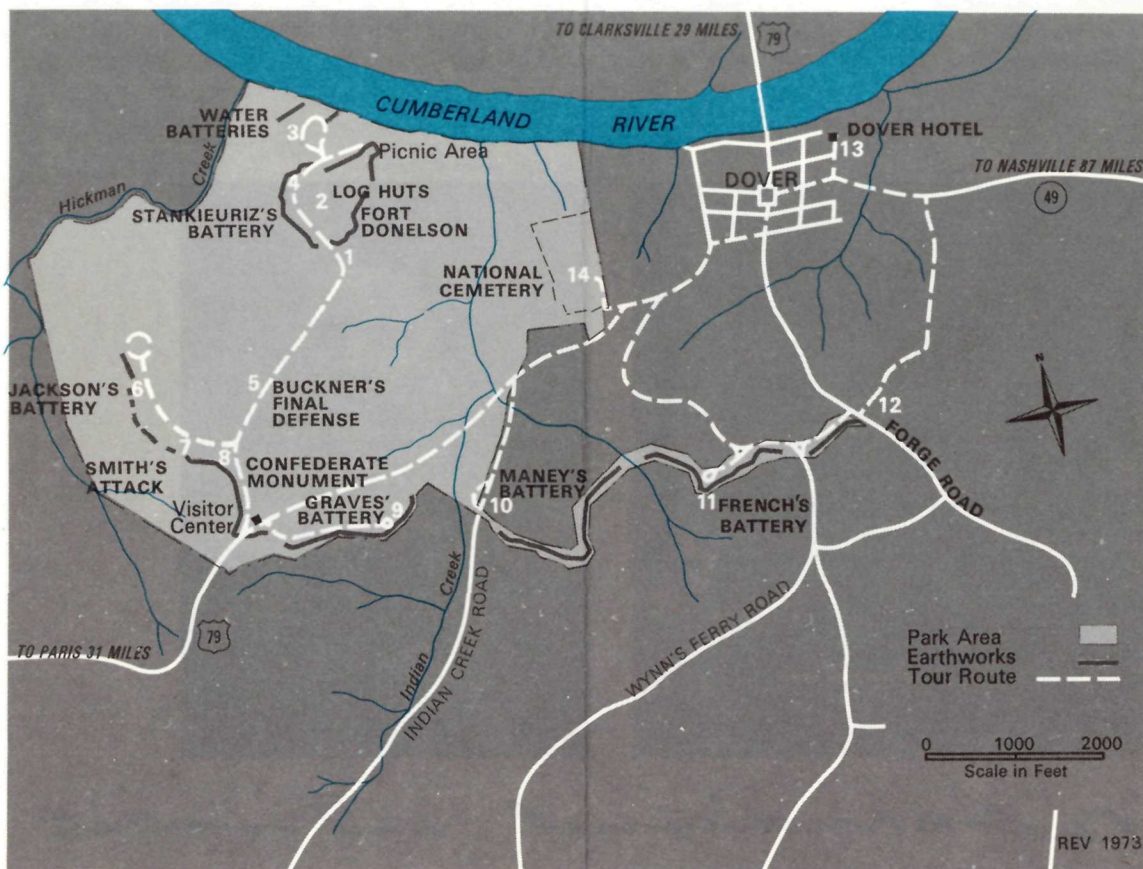 TO CLARKSVILLE 29 MILES
79
CUMBERLAND RIVER
WATER
BATTERIES
3
Picnic Area
DOVER HOTEL
13
TO NASHVILLE 87 MILES
49
Hickman Creek
4
LOG HUTS
2
DOVER
STANKIEURIZ'S
BATTERY
FORT
DONELSON
1
NATIONAL
CEMETERY
14
N
JACKSON'S
BATTERY
6
5
BUCKNER'S
FINAL
DEFENSE
12
FORGE ROAD
7
8
SMITH'S
ATTACK
CONFEDERATE
MONUMENT
MANEY'S
BATTERY
Visitor
Center
GRAVES'
BATTERY
9
10
11
FRENCH'S
BATTERY
Indian Creek
INDIAN CREEK ROAD
WYNN'S FERRY ROAD
TO PARIS 31 MILES
79
Park Area
Earthworks
Tour Route
0 1000 2000
Scale in Feet
REV 1973